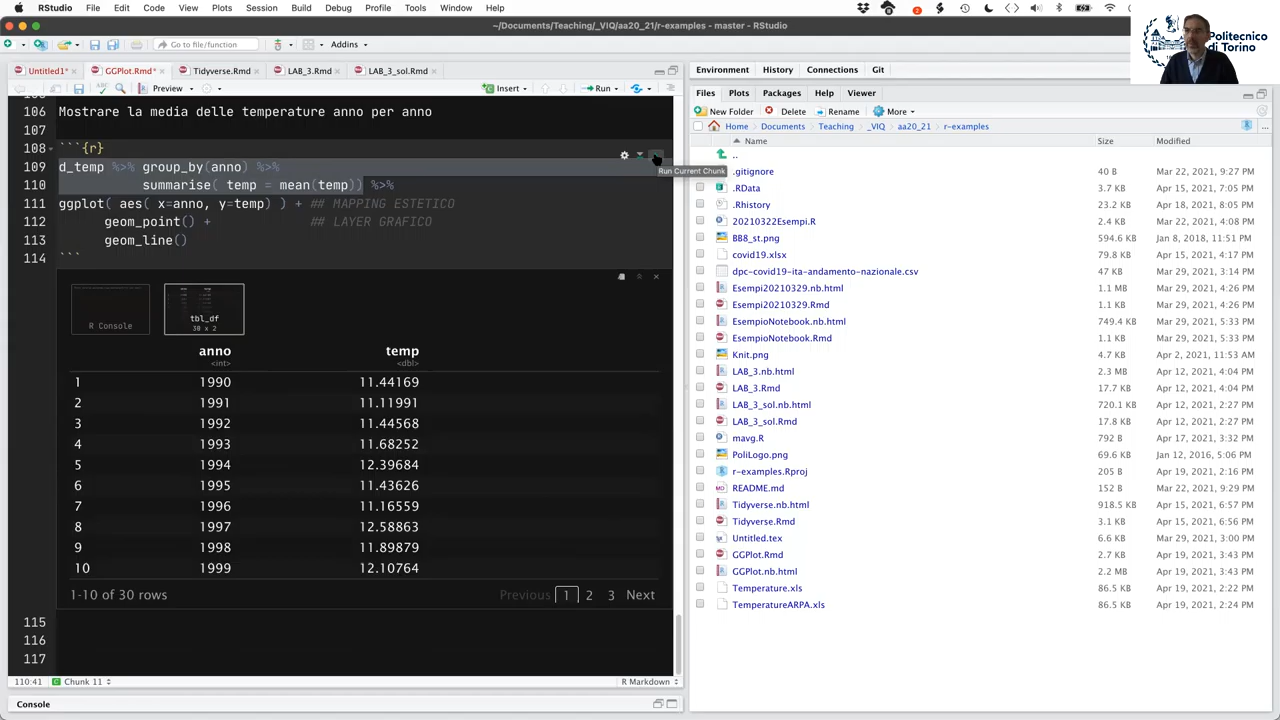 RStudio File Edit Code View Plots Session Build Debug Profile Tools Window Help
~/Documents/Teaching/_VIQ/aa20_21/r-examples - master - RStudio
Go to file/function Addins
Untitled1* GGPlot.Rmd* Tidyverse.Rmd LAB_3.Rmd LAB_3_sol.Rmd
Preview Insert Run
106 Mostrare la media delle temperature anno per anno
107
108 ```{r}
109 d_temp %>% group_by(anno) %>%
110 summarise( temp = mean(temp)) %>%
111 ggplot( aes( x=anno, y=temp) ) + ## MAPPING ESTETICO
112 geom_point() + ## LAYER GRAFICO
113 geom_line()
114 ```
Run Current Chunk
R Console
tbl_df
30 x 2
anno temp
<int> <dbl>
1 1990 11.44169
2 1991 11.11991
3 1992 11.44568
4 1993 11.68252
5 1994 12.39684
6 1995 11.43626
7 1996 11.16559
8 1997 12.58863
9 1998 11.89879
10 1999 12.10764
1-10 of 30 rows Previous 1 2 3 Next
115
116
117
110:41 Chunk 11 R Markdown
Console
Environment History Connections Git
Files Plots Packages Help Viewer
New Folder Delete Rename More
Home Documents Teaching _VIQ aa20_21 r-examples ...
Name Size Modified
..
.gitignore 40 B Mar 22, 2021, 9:27 PM
.RData 3.7 KB Apr 15, 2021, 7:05 PM
.Rhistory 23.2 KB Apr 18, 2021, 8:05 PM
20210322Esempi.R 2.4 KB Mar 22, 2021, 4:08 PM
BB8_st.png 594.6 KB Jan 8, 2018, 11:51 PM
covid19.xlsx 79.8 KB Apr 15, 2021, 4:17 PM
dpc-covid19-ita-andamento-nazionale.csv 47 KB Mar 29, 2021, 3:14 PM
Esempi20210329.nb.html 1.1 MB Mar 29, 2021, 4:26 PM
Esempi20210329.Rmd 1.1 KB Mar 29, 2021, 4:26 PM
EsempioNotebook.nb.html 749.4 KB Mar 29, 2021, 5:33 PM
EsempioNotebook.Rmd 1.1 KB Mar 29, 2021, 5:33 PM
Knit.png 4.7 KB Apr 2, 2021, 11:53 AM
LAB_3.nb.html 2.3 MB Apr 12, 2021, 4:04 PM
LAB_3.Rmd 17.7 KB Apr 12, 2021, 4:04 PM
LAB_3_sol.nb.html 720.1 KB Apr 12, 2021, 2:27 PM
LAB_3_sol.Rmd 17.8 KB Apr 12, 2021, 2:27 PM
mavg.R 792 B Apr 17, 2021, 3:32 PM
PoliLogo.png 69.6 KB Jan 12, 2016, 5:06 PM
r-examples.Rproj 205 B Apr 19, 2021, 2:16 PM
README.md 152 B Mar 22, 2021, 9:29 PM
Tidyverse.nb.html 918.5 KB Apr 15, 2021, 6:57 PM
Tidyverse.Rmd 3.1 KB Apr 15, 2021, 6:56 PM
Untitled.tex 6.6 KB Mar 29, 2021, 3:00 PM
GGPlot.Rmd 2.7 KB Apr 19, 2021, 3:43 PM
GGPlot.nb.html 2.2 MB Apr 19, 2021, 3:43 PM
Temperature.xls 86.5 KB Apr 19, 2021, 2:22 PM
TemperatureARPA.xls 86.5 KB Apr 19, 2021, 2:24 PM
Politecnico
di Torino